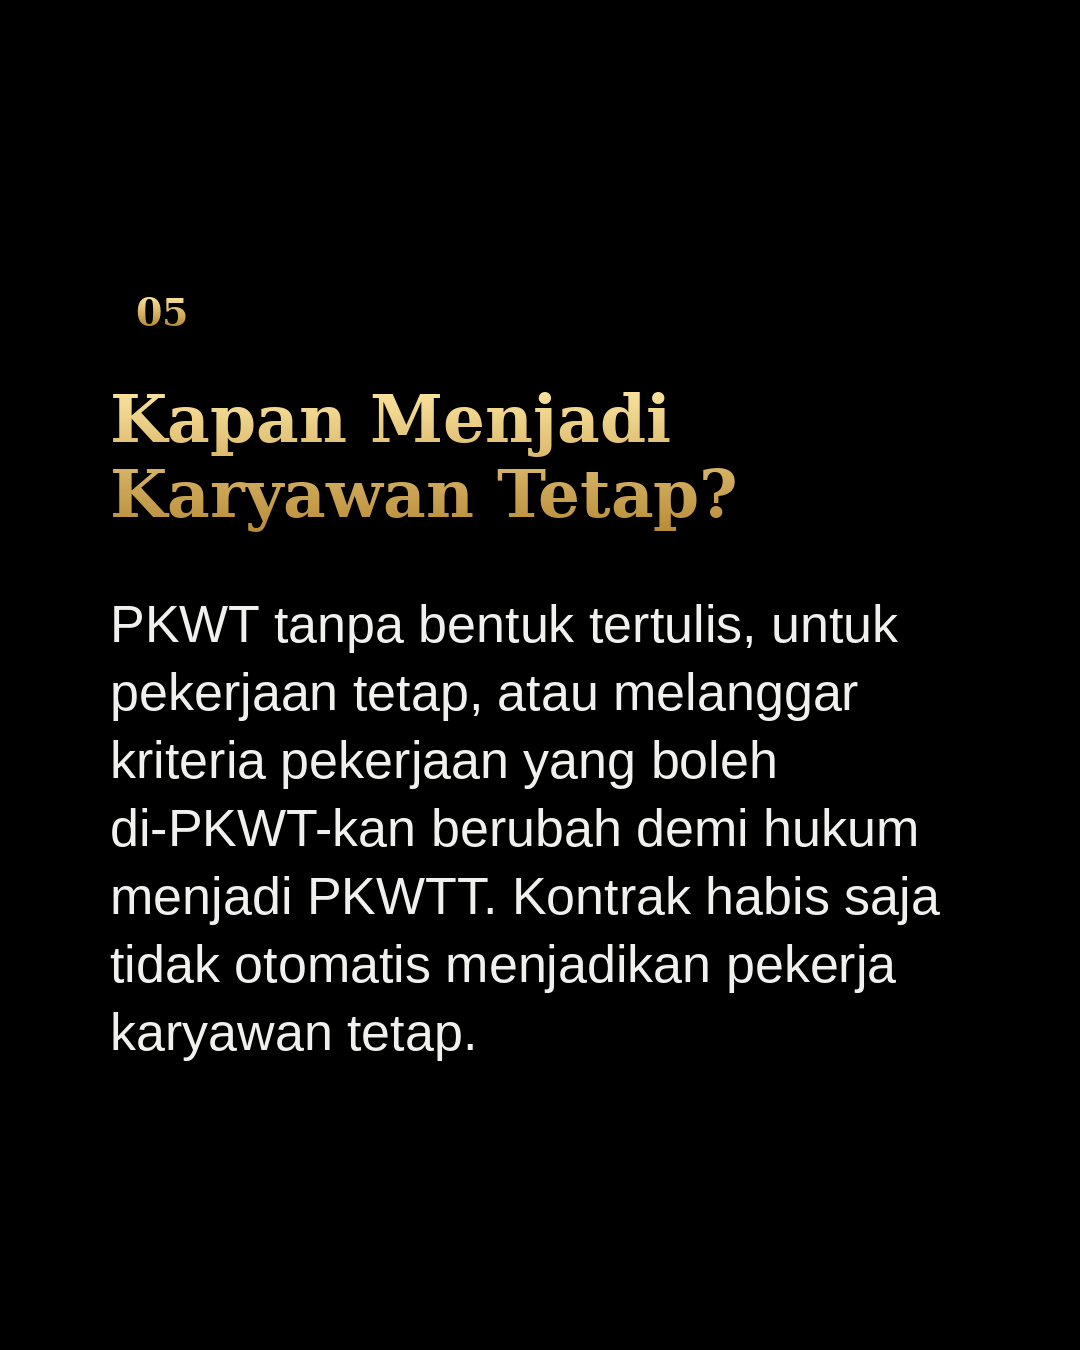 05
Kapan Menjadi
Karyawan Tetap?
PKWT tanpa bentuk tertulis, untuk
pekerjaan tetap, atau melanggar
kriteria pekerjaan yang boleh
di-PKWT-kan berubah demi hukum
menjadi PKWTT. Kontrak habis saja
tidak otomatis menjadikan pekerja
karyawan tetap.